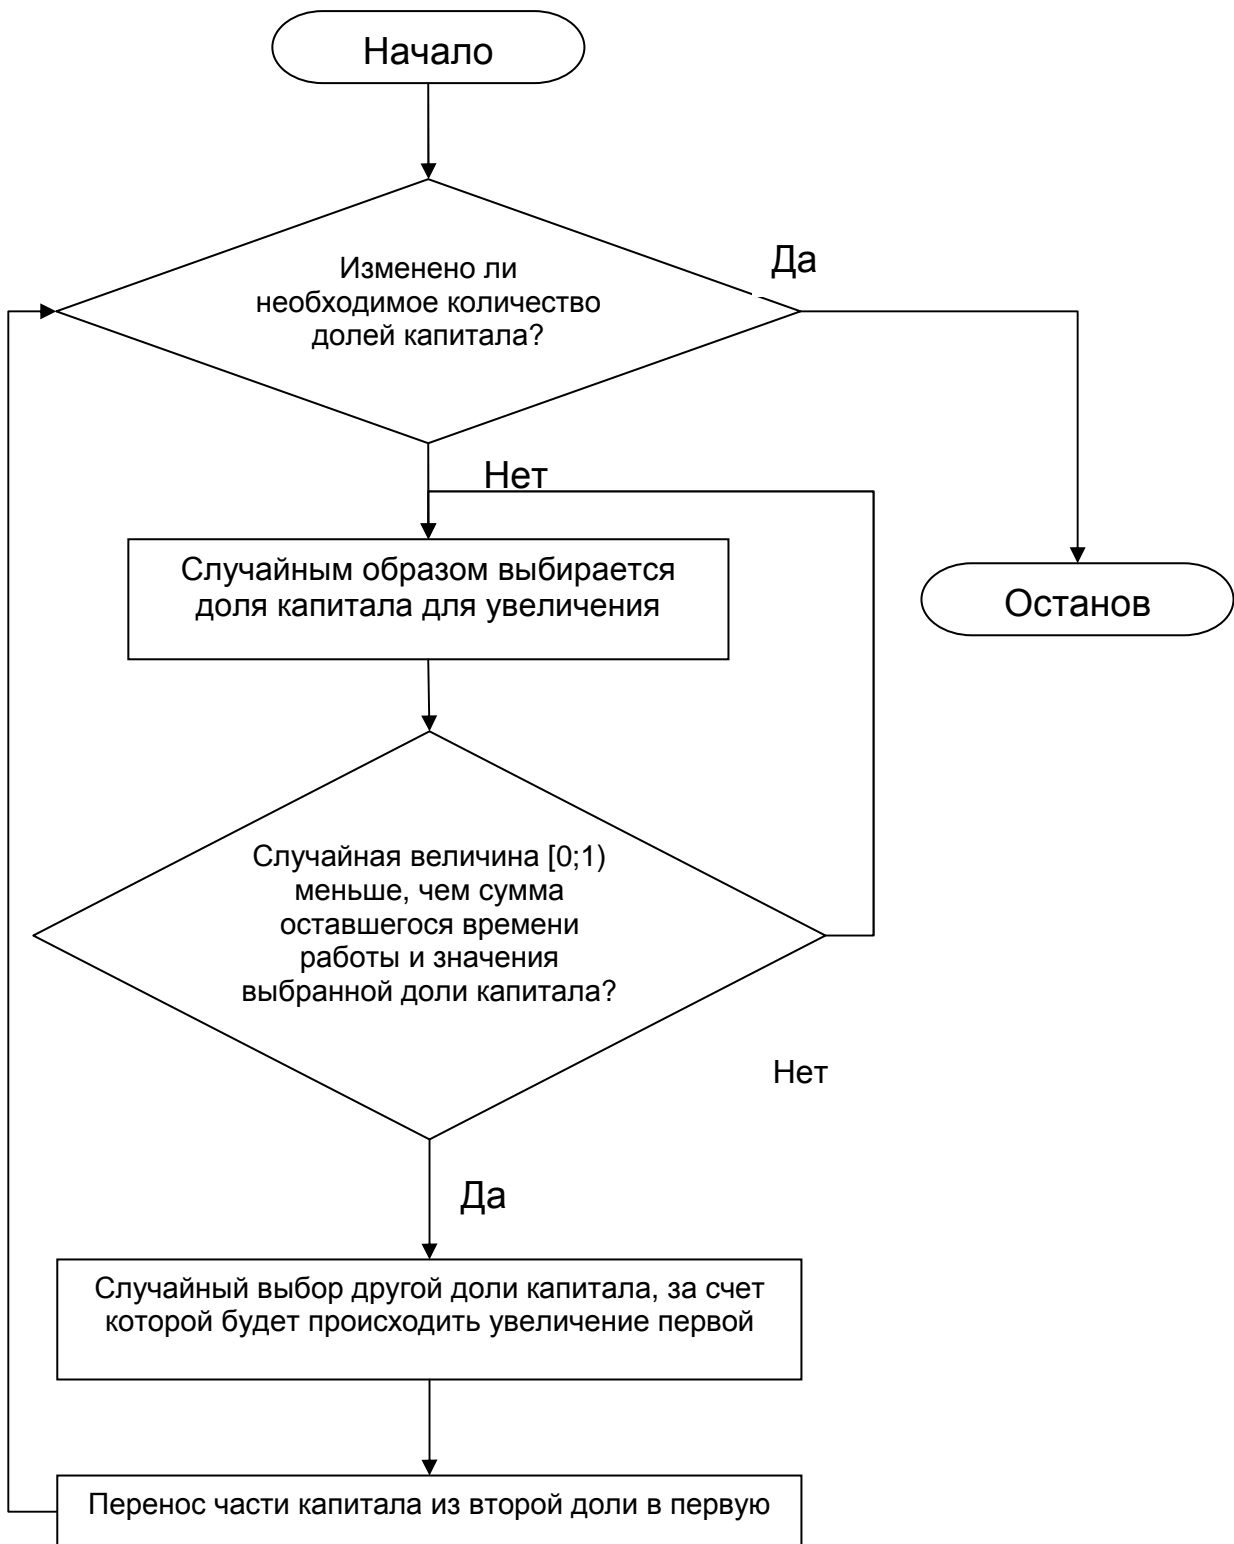 Начало
Изменено ли
необходимое количество
долей капитала?
Да
Нет
Случайным образом выбирается
доля капитала для увеличения
Останов
Случайная величина [0;1)
меньше, чем сумма
оставшегося времени
работы и значения
выбранной доли капитала?
Нет
Да
Случайный выбор другой доли капитала, за счет
которой будет происходить увеличение первой
Перенос части капитала из второй доли в первую